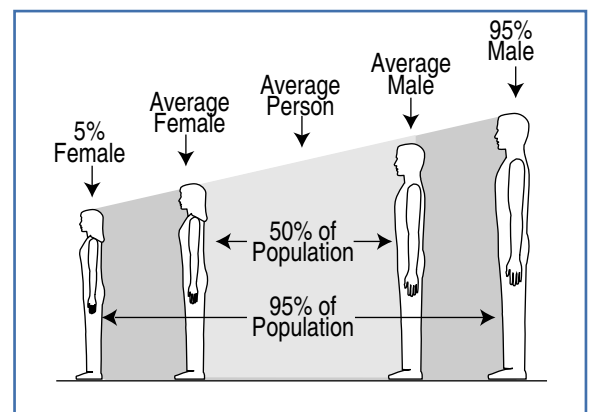 5%
Female
Average
Female
Average
Person
Average
Male
95%
Male
50% of
Population
95% of
Population